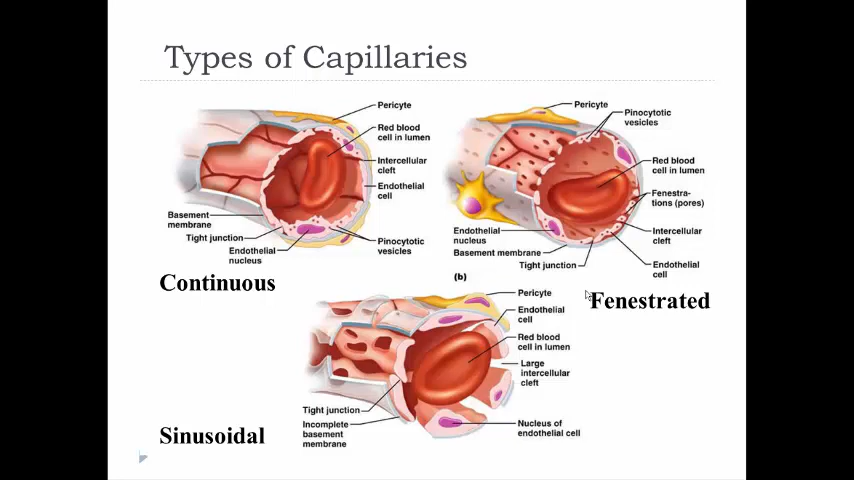 Types of Capillaries
Pericyte
Red blood
cell in lumen
Intercellular
cleft
Endothelial
cell
Basement
membrane
Tight junction
Endothelial
nucleus
Pinocytotic
vesicles
Continuous
Pericyte
Pinocytotic
vesicles
Red blood
cell in lumen
Fenestra-
tions (pores)
Intercellular
cleft
Endothelial
nucleus
Basement membrane
Tight junction
Endothelial
cell
(b)
Fenestrated
Pericyte
Endothelial
cell
Red blood
cell in lumen
Large
intercellular
cleft
Tight junction
Incomplete
basement
membrane
Nucleus of
endothelial cell
Sinusoidal